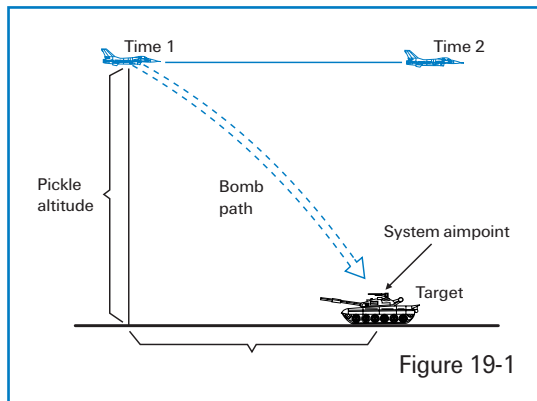 Time 1
Time 2
Pickle
altitude
Bomb
path
System aimpoint
Target
Figure 19-1